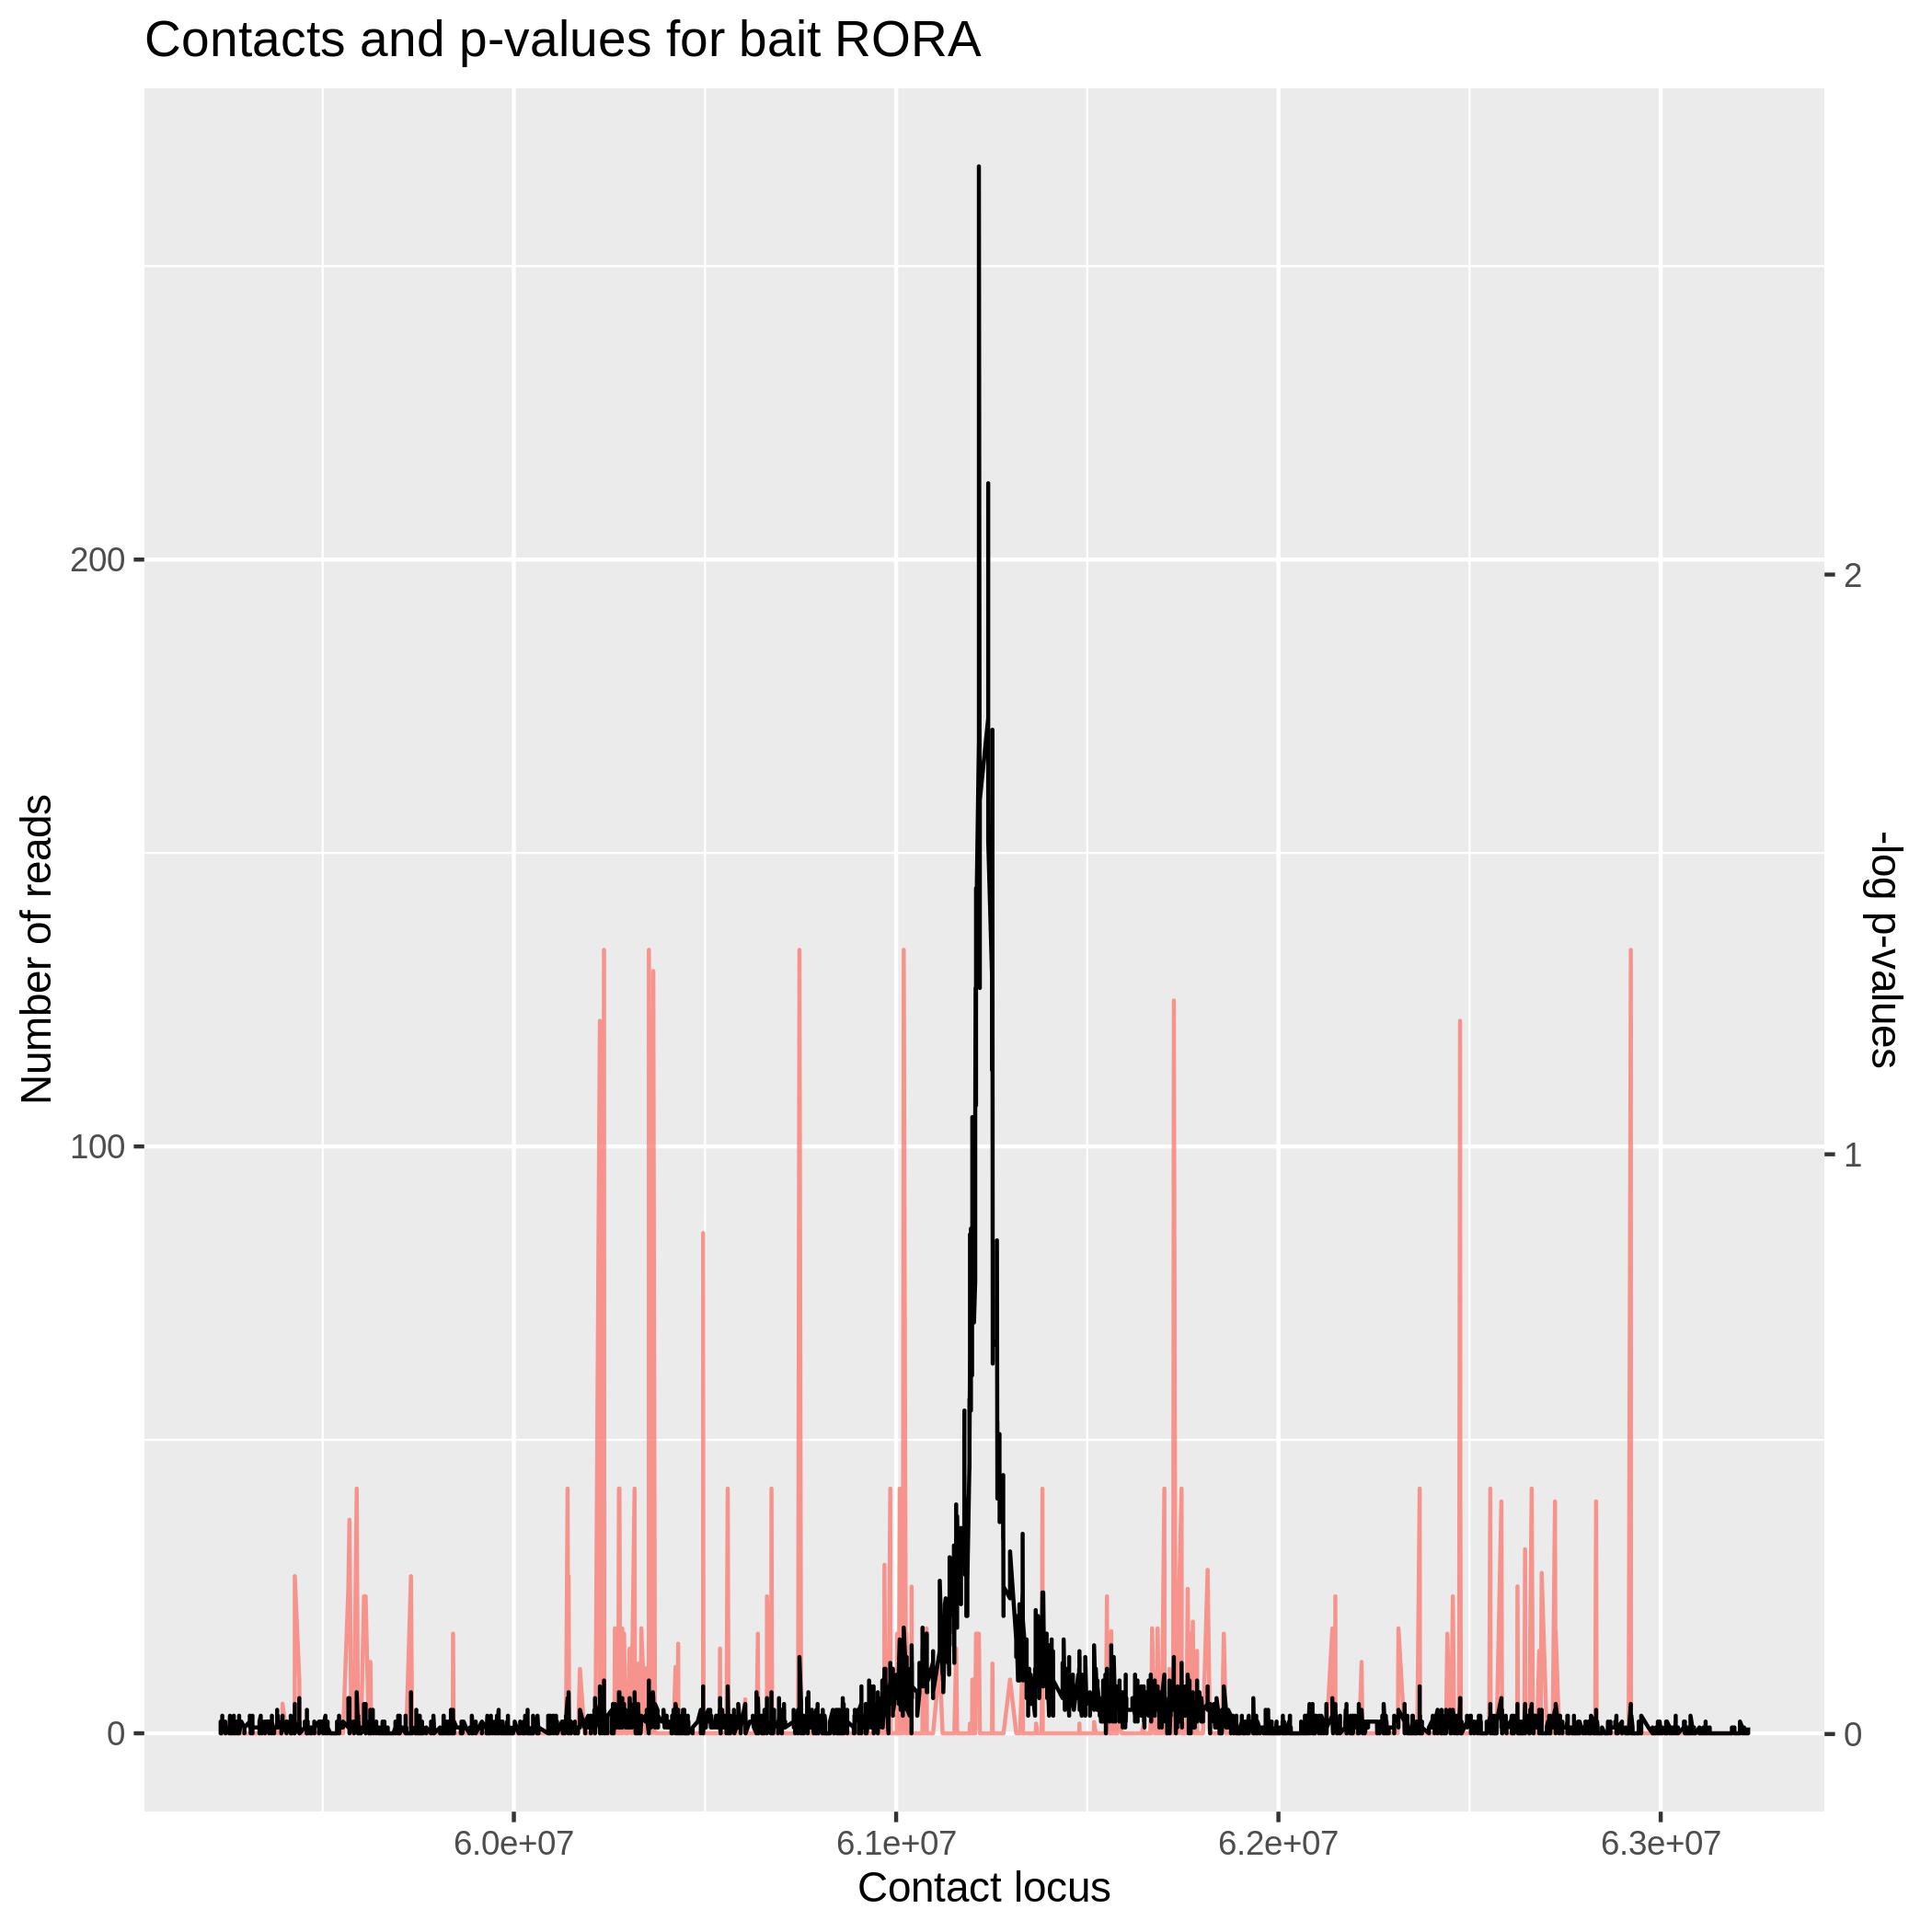 Contacts and p-values for bait RORA
Number of reads
200
100
0
2
1
0
-log p-values
6.0e+07 6.1e+07 6.2e+07 6.3e+07
Contact locus